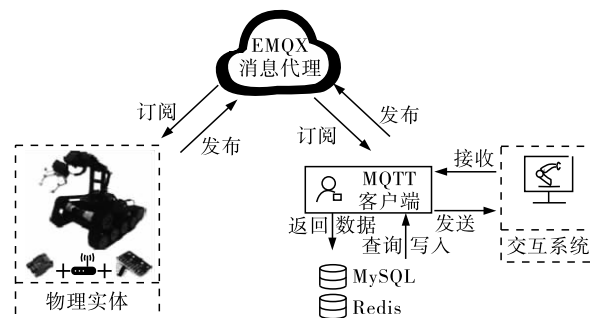 EMQX
消息代理
订阅
发布
订阅
发布
MQTT
客户端
接收
发送
返回 数据
查询 写入
交互系统
物理实体
MySQL
Redis